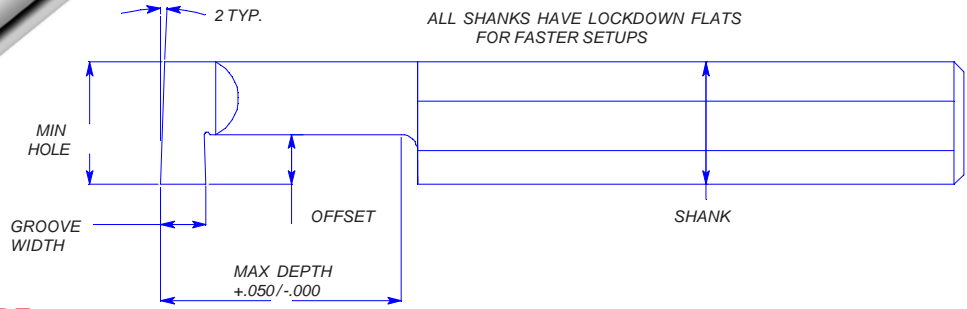 2 TYP.
ALL SHANKS HAVE LOCKDOWN FLATS
FOR FASTER SETUPS
MIN
HOLE
OFFSET
SHANK
GROOVE
WIDTH
MAX DEPTH
+.050/-.000